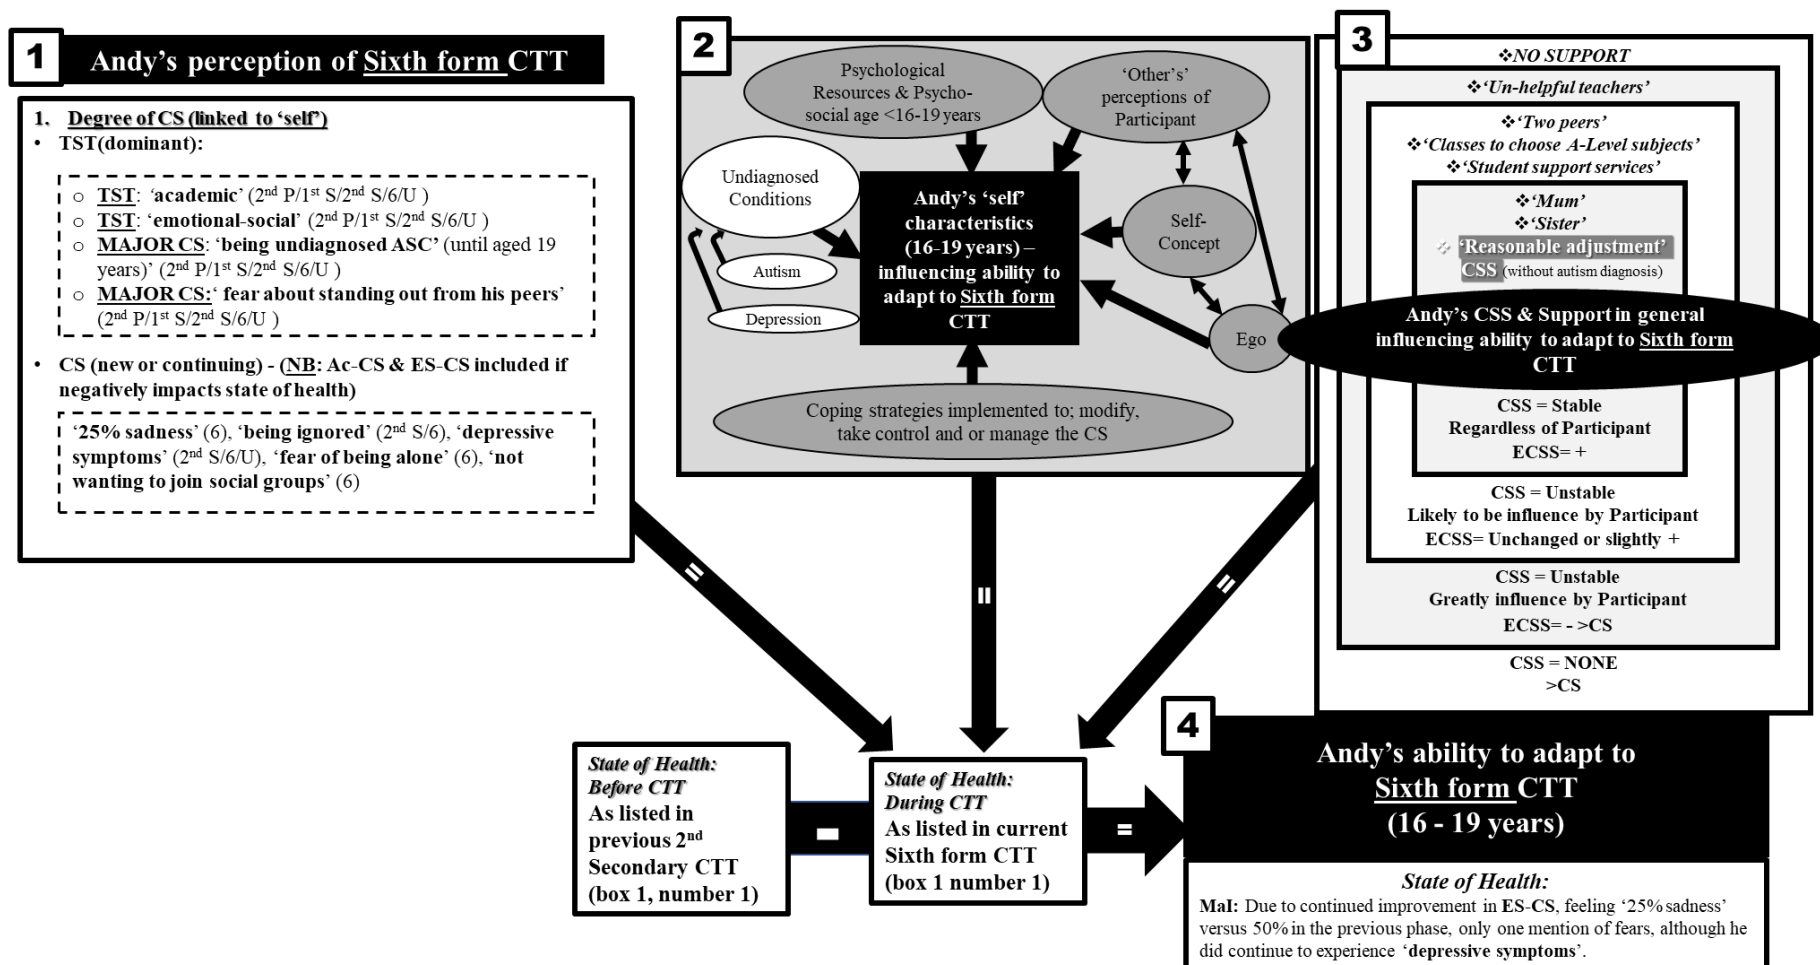 1
Andy's perception of Sixth form CTT
1. Degree of CS (linked to 'self')
• TST(dominant):
o TST: 'academic' (2nd P/1st S/2nd S/6/U )
o TST: 'emotional-social' (2nd P/1st S/2nd S/6/U )
o MAJOR CS: 'being undiagnosed ASC' (until aged 19
years)' (2nd P/1st S/2nd S/6/U )
o MAJOR CS:' fear about standing out from his peers'
(2nd P/1st S/2nd S/6/U )
• CS (new or continuing) - (NB: Ac-CS & ES-CS included if
negatively impacts state of health)
'25% sadness' (6), 'being ignored' (2nd S/6), 'depressive
symptoms' (2nd S/6/U), 'fear of being alone' (6), 'not
wanting to join social groups' (6)
2
Psychological
Resources & Psycho-
social age <16-19 years
'Other's'
perceptions of
Participant
Undiagnosed
Conditions
Autism
Depression
Andy's 'self'
characteristics
(16-19 years) –
influencing ability to
adapt to Sixth form
CTT
Self-
Concept
Ego
Coping strategies implemented to; modify,
take control and or manage the CS
3
❖NO SUPPORT
❖'Un-helpful teachers'
❖'Two peers'
❖'Classes to choose A-Level subjects'
❖'Student support services'
❖'Mum'
❖'Sister'
❖ 'Reasonable adjustment'
CSS (without autism diagnosis)
Andy's CSS & Support in general
influencing ability to adapt to Sixth form
CTT
CSS = Stable
Regardless of Participant
ECSS= +
CSS = Unstable
Likely to be influence by Participant
ECSS= Unchanged or slightly +
CSS = Unstable
Greatly influence by Participant
ECSS= - >CS
CSS = NONE
>CS
=
=
=
State of Health:
Before CTT
As listed in
previous 2nd
Secondary CTT
(box 1, number 1)
-
State of Health:
During CTT
As listed in current
Sixth form CTT
(box 1 number 1)
=
4
Andy's ability to adapt to
Sixth form CTT
(16 - 19 years)
State of Health:
MaI: Due to continued improvement in ES-CS, feeling '25% sadness'
versus 50% in the previous phase, only one mention of fears, although he
did continue to experience 'depressive symptoms'.